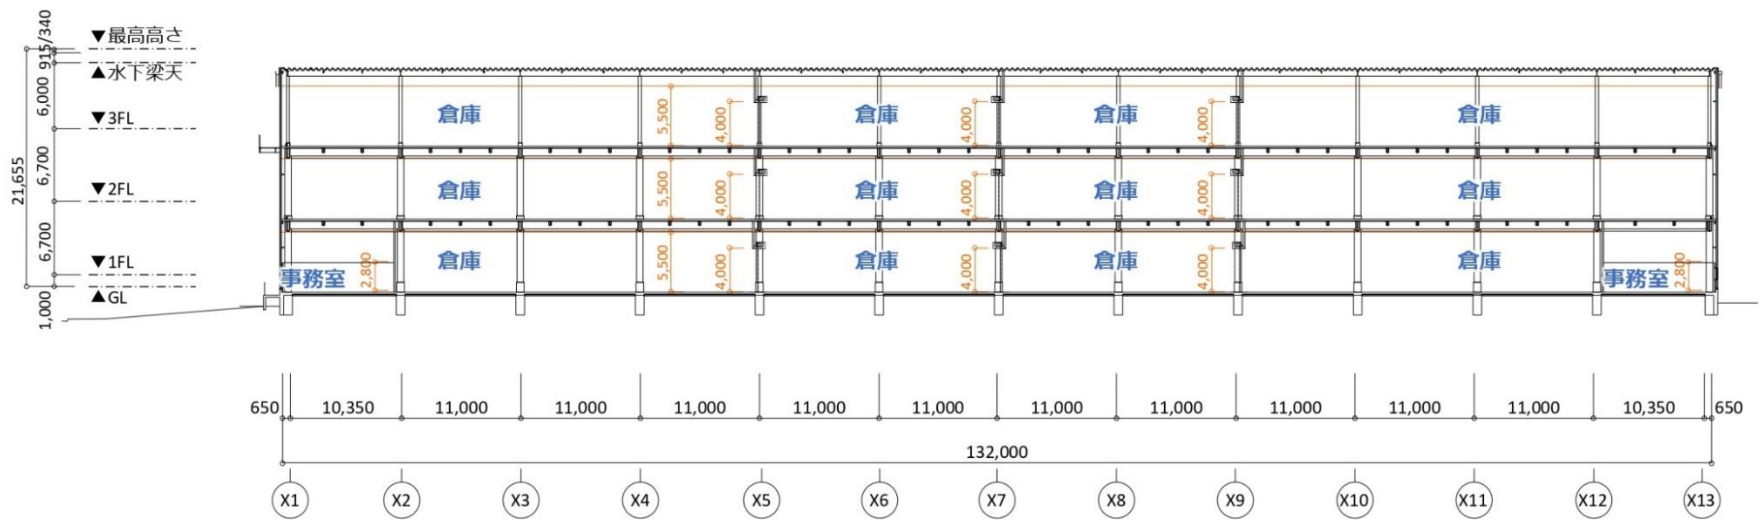 ▼最高高さ
▲水下梁天
▼3FL
▼2FL
▼1FL
▲GL
915/340
6,000
6,700
6,700
1,000
21,655
倉庫 5,500 4,000 倉庫 4,000 倉庫 4,000 倉庫
倉庫 5,500 4,000 倉庫 4,000 倉庫 4,000 倉庫
事務室 2,800 倉庫 5,500 4,000 倉庫 4,000 倉庫 4,000 倉庫 事務室 2,800
650 10,350 11,000 11,000 11,000 11,000 11,000 11,000 11,000 11,000 11,000 11,000 10,350 650
132,000
X1 X2 X3 X4 X5 X6 X7 X8 X9 X10 X11 X12 X13